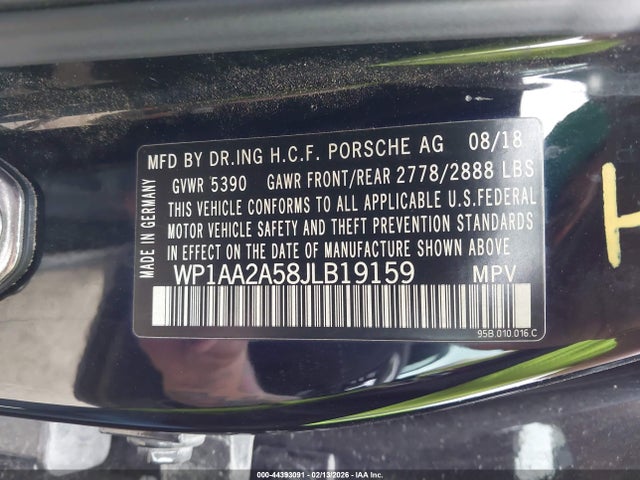 MFD BY DR.ING H.C.F. PORSCHE AG 08/18
GVWR 5390 GAWR FRONT/REAR 2778/2888 LBS
THIS VEHICLE CONFORMS TO ALL APPLICABLE U.S.FEDERAL
MOTOR VEHICLE SAFETY AND THEFT PREVENTION STANDARDS
IN EFFECT ON THE DATE OF MANUFACTURE SHOWN ABOVE
WP1AA2A58JLB19159 MPV
95B 010 016 C
MADE IN GERMANY
H
000-44393091 - 02/13/2026 - IAAI.COM